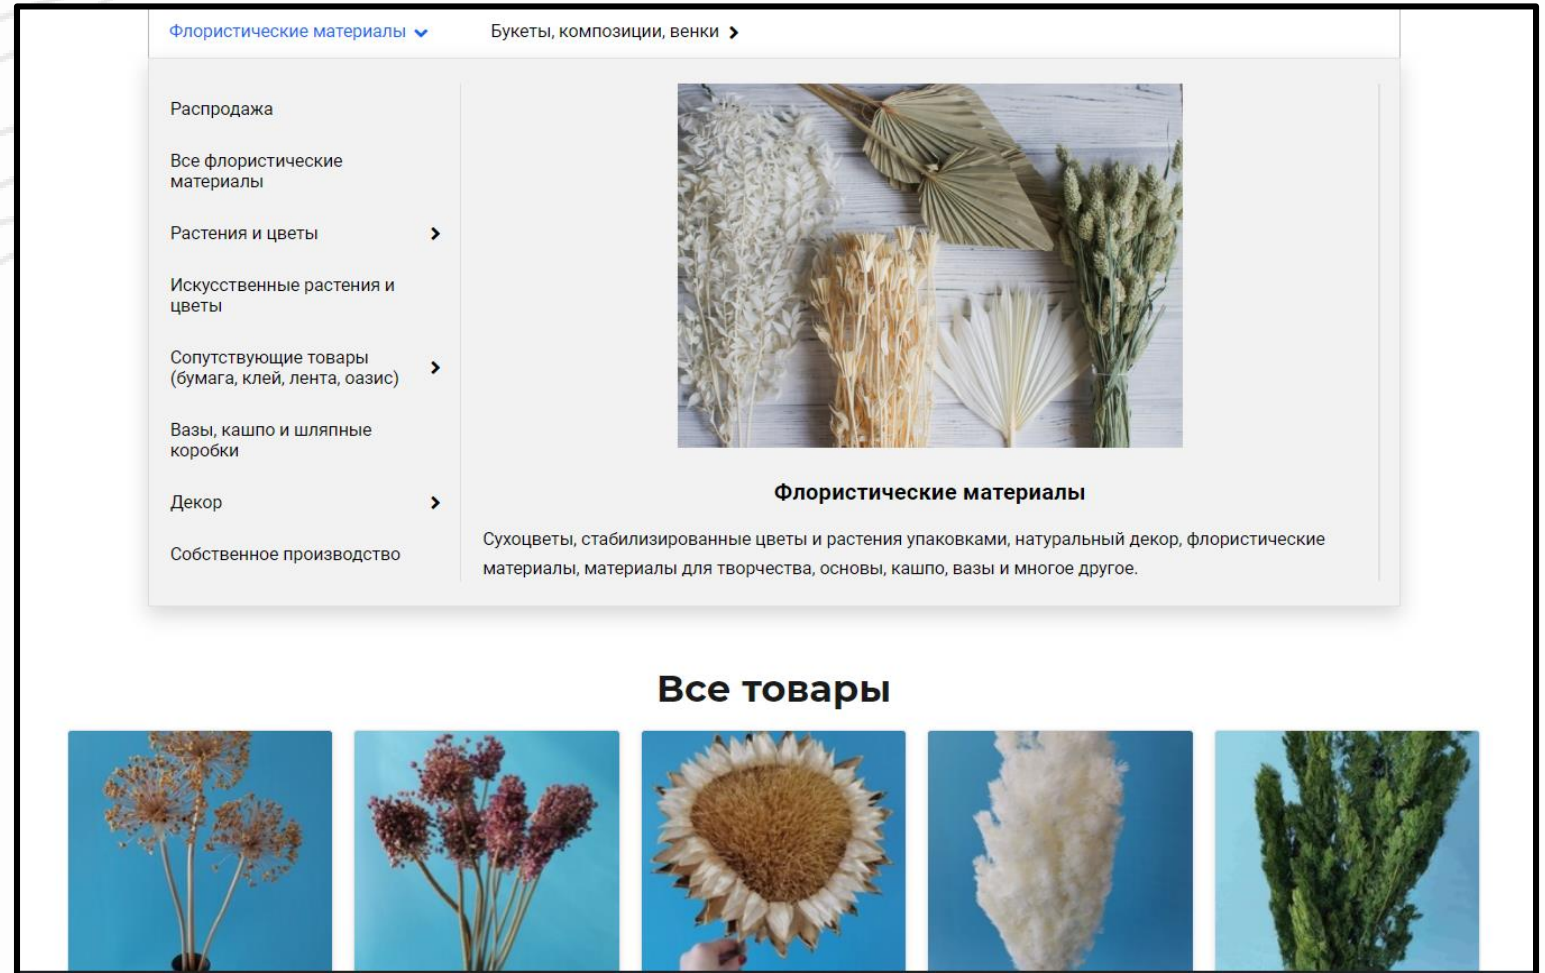 Флористические материалы
Букеты, композиции, венки
Распродажа
Все флористические
материалы
Растения и цветы
Искусственные растения и
цветы
Сопутствующие товары
(бумага, клей, лента, оазис)
Вазы, кашпо и шляпные
коробки
Декор
Собственное производство
Флористические материалы
Сухоцветы, стабилизированные цветы и растения упаковками, натуральный декор, флористические
материалы, материалы для творчества, основы, кашпо, вазы и многое другое.
Все товары